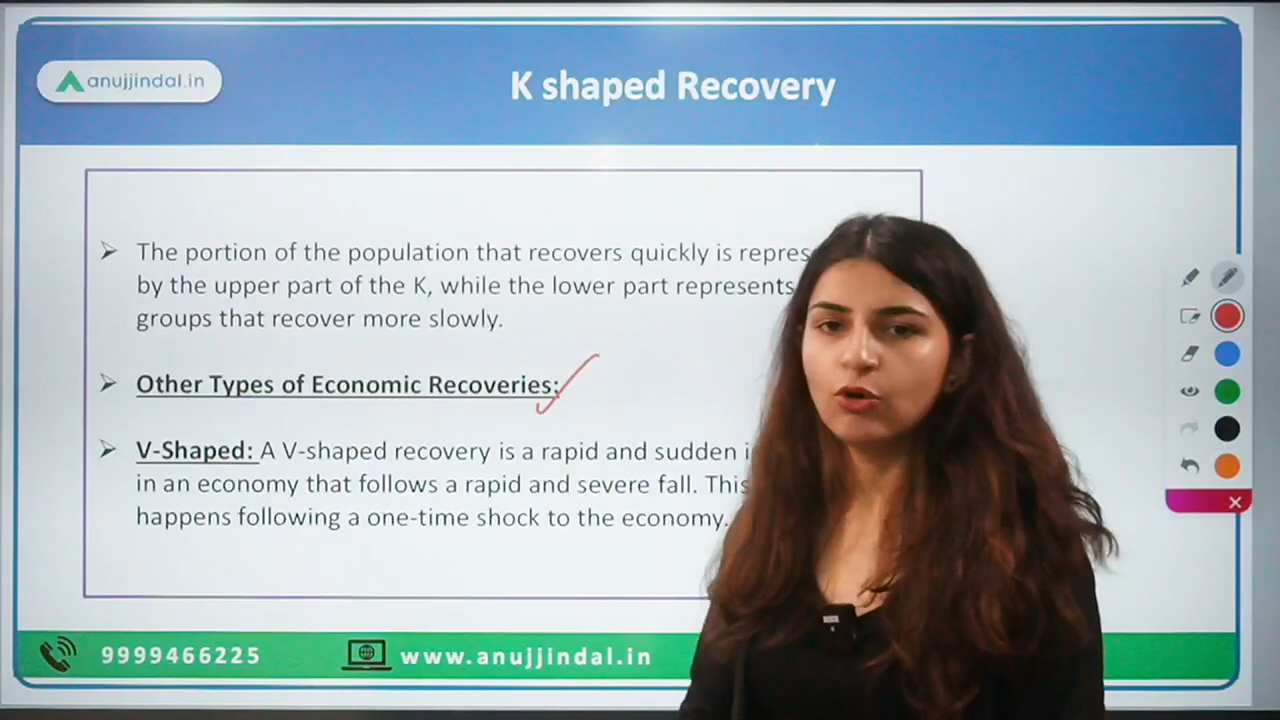 anujjindal.in
K shaped Recovery
The portion of the population that recovers quickly is
by the upper part of the K, while the lower part represents
groups that recover more slowly.
Other Types of Economic Recoveries:
V-Shaped: A V-shaped recovery is a rapid and sudden
in an economy that follows a rapid and severe fall. This
happens following a one-time shock to the economy.
9999466225
www.anujjindal.in